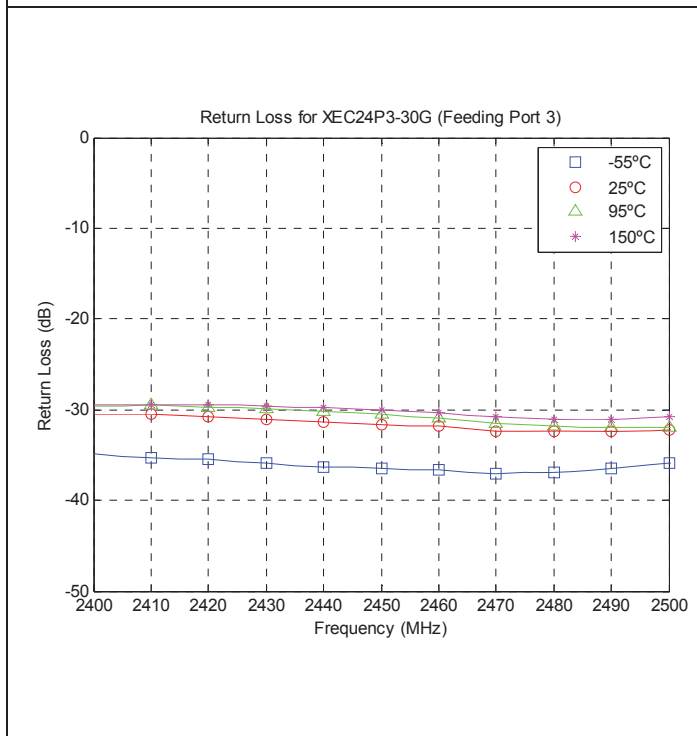 Return Loss for XEC24P3-30G (Feeding Port 3)
0
-10
-20
-30
-40
-50
Return Loss (dB)
-55ºC
25ºC
95ºC
150ºC
2400 2410 2420 2430 2440 2450 2460 2470 2480 2490 2500
Frequency (MHz)